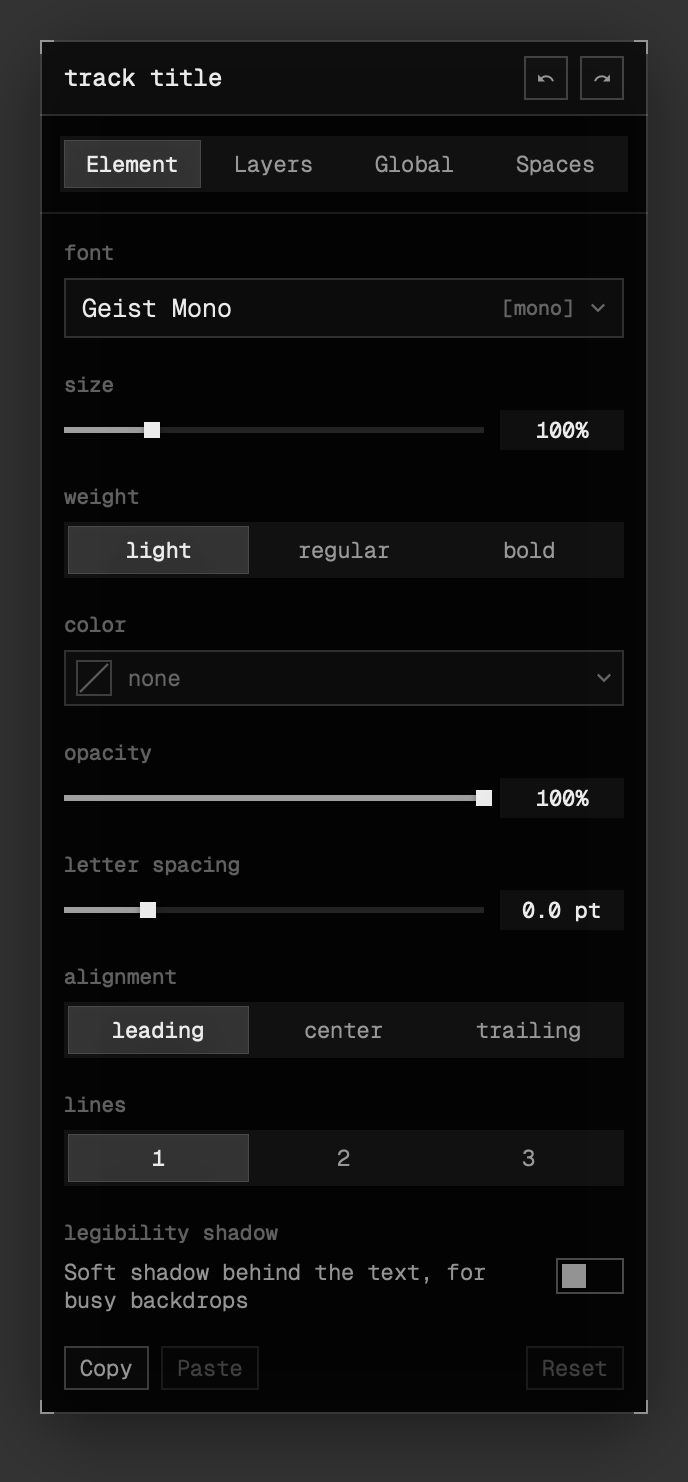 track title
Element Layers Global Spaces
font
Geist Mono [mono]
size
100%
weight
light regular bold
color
none
opacity
100%
letter spacing
0.0 pt
alignment
leading center trailing
lines
1 2 3
legibility shadow
Soft shadow behind the text, for
busy backdrops
Copy Paste Reset